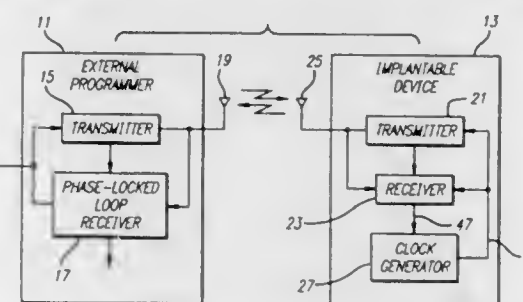 11
13
EXTERNAL
PROGRAMMER
19
25
IMPLANTABLE
DEVICE
15
21
TRANSMITTER
TRANSMITTER
PHASE-LOCKED
LOOP
RECEIVER
RECEIVER
23
47
17
27
CLOCK
GENERATOR